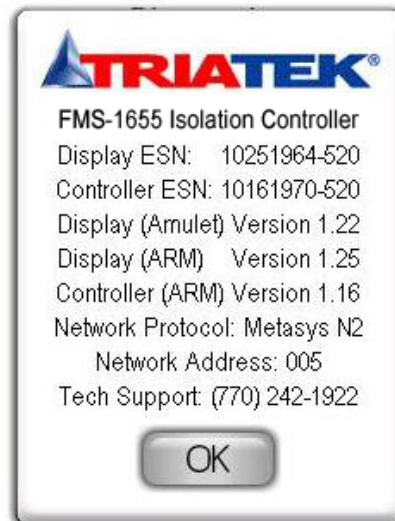 TRIATEK®
FMS-1655 Isolation Controller
Display ESN: 10251964-520
Controller ESN: 10161970-520
Display (Amulet) Version 1.22
Display (ARM) Version 1.25
Controller (ARM) Version 1.16
Network Protocol: Metasys N2
Network Address: 005
Tech Support: (770) 242-1922
OK